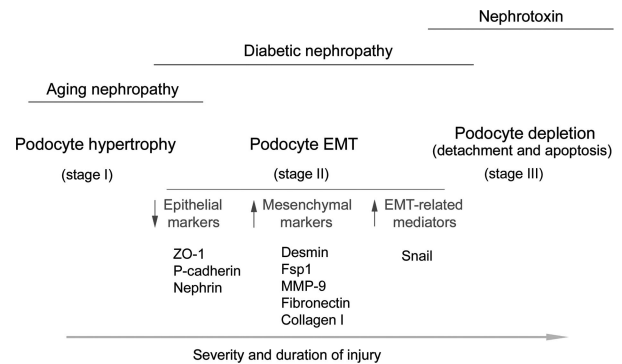 Nephrotoxin
Diabetic nephropathy
Aging nephropathy
Podocyte hypertrophy
(stage I)
Podocyte EMT
(stage II)
Podocyte depletion
(detachment and apoptosis)
(stage III)
Epithelial
markers
ZO-1
P-cadherin
Nephrin
Mesenchymal
markers
Desmin
Fsp1
MMP-9
Fibronectin
Collagen I
EMT-related
mediators
Snail
Severity and duration of injury